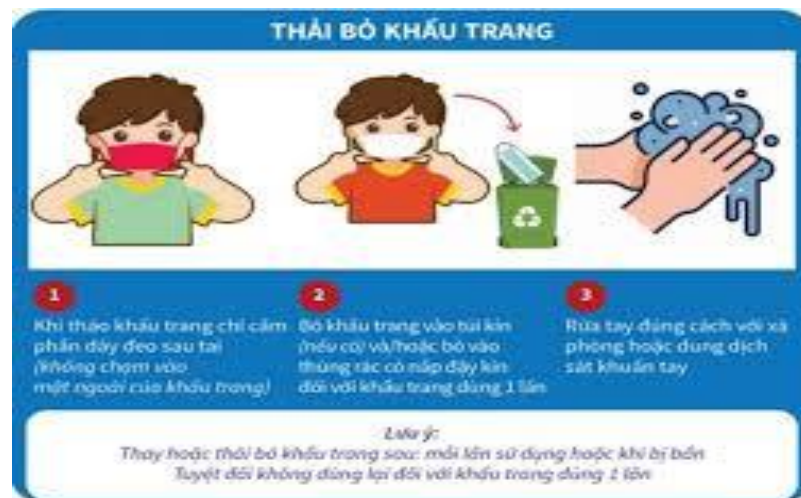 THẢI BỎ KHẨU TRANG
1
Khi tháo khẩu trang chỉ cầm
phần dây đeo sau tai
(không chạm vào
mặt ngoài của khẩu trang)
2
Bỏ khẩu trang vào túi kín
(nếu có) và/hoặc bỏ vào
thùng rác có nắp đậy kín
đối với khẩu trang dùng 1 lần
3
Rửa tay đúng cách với xà
phòng hoặc dung dịch
sát khuẩn tay
Lưu ý:
Thay hoặc thải bỏ khẩu trang sau: mỗi lần sử dụng hoặc khi bị bẩn
Tuyệt đối không dùng lại đối với khẩu trang dùng 1 lần